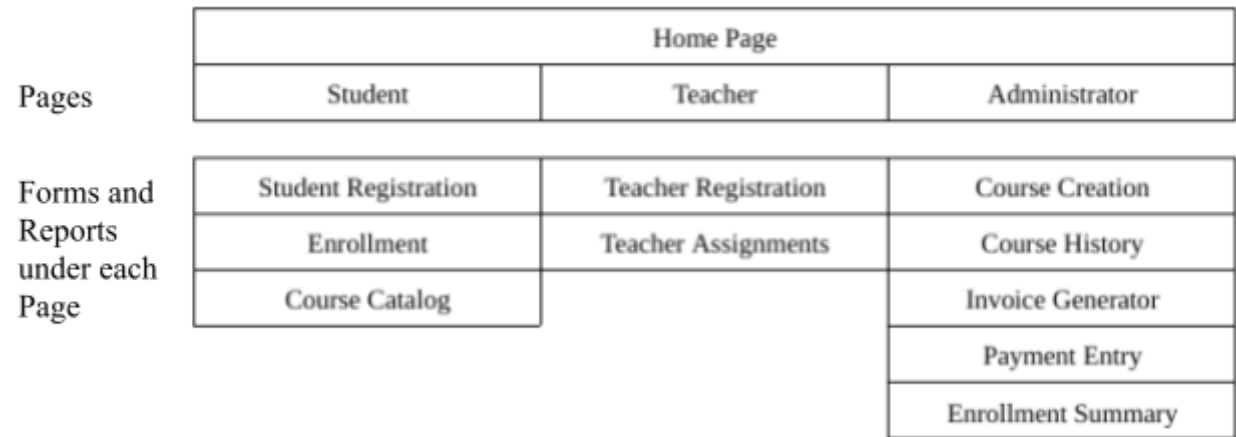 Home Page
Pages
Student
Teacher
Administrator
Forms and
Reports
under each
Page
Student Registration
Teacher Registration
Course Creation
Enrollment
Teacher Assignments
Course History
Course Catalog
Invoice Generator
Payment Entry
Enrollment Summary